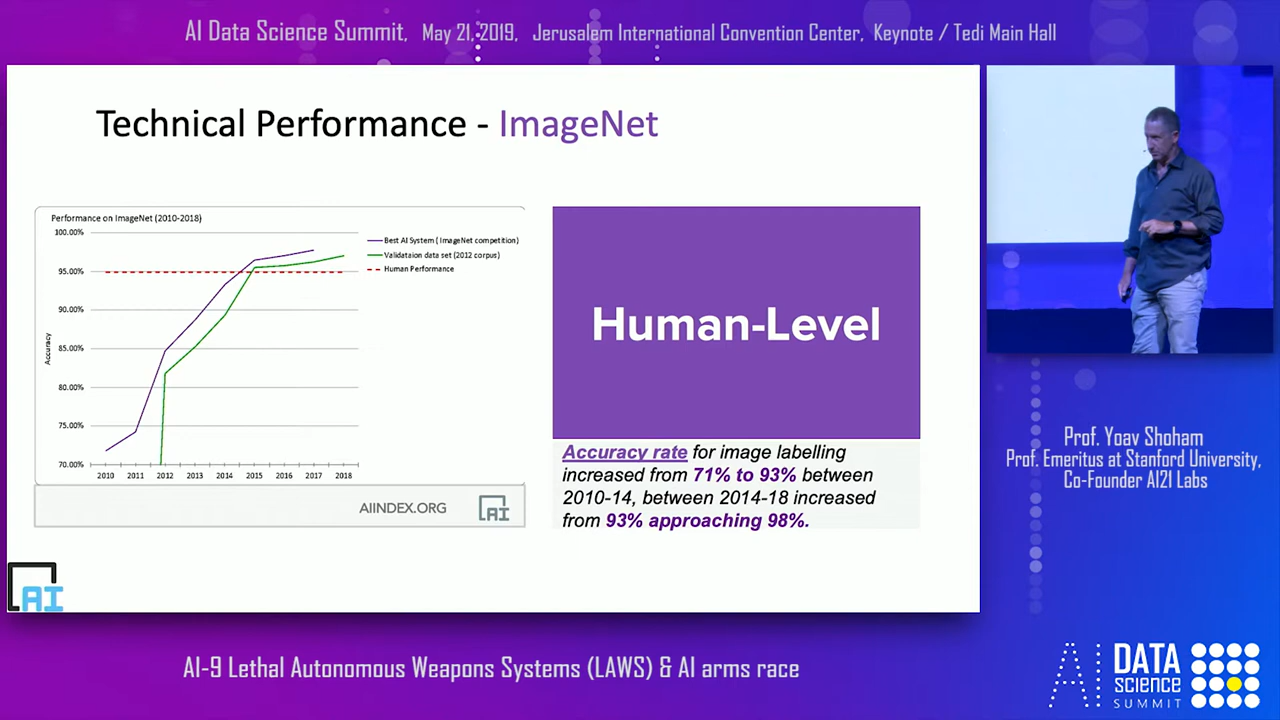 AI Data Science Summit, May 21, 2019, Jerusalem International Convention Center, Keynote / Tedi Main Hall
Technical Performance - ImageNet
Performance on ImageNet (2010-2018)
100.00%
95.00%
90.00%
85.00%
80.00%
75.00%
70.00%
Accuracy
2010 2011 2012 2013 2014 2015 2016 2017 2018
Best AI System ( ImageNet competition)
Validataion data set (2012 corpus)
Human Performance
AIINDEX.ORG
AI
Human-Level
Accuracy rate for image labelling
increased from 71% to 93% between
2010-14, between 2014-18 increased
from 93% approaching 98%.
AI
Prof. Yoav Shoham
Prof. Emeritus at Stanford University,
Co-Founder AI21 Labs
AI-9 Lethal Autonomous Weapons Systems (LAWS) & AI arms race
AI
DATA
SCIENCE
SUMMIT